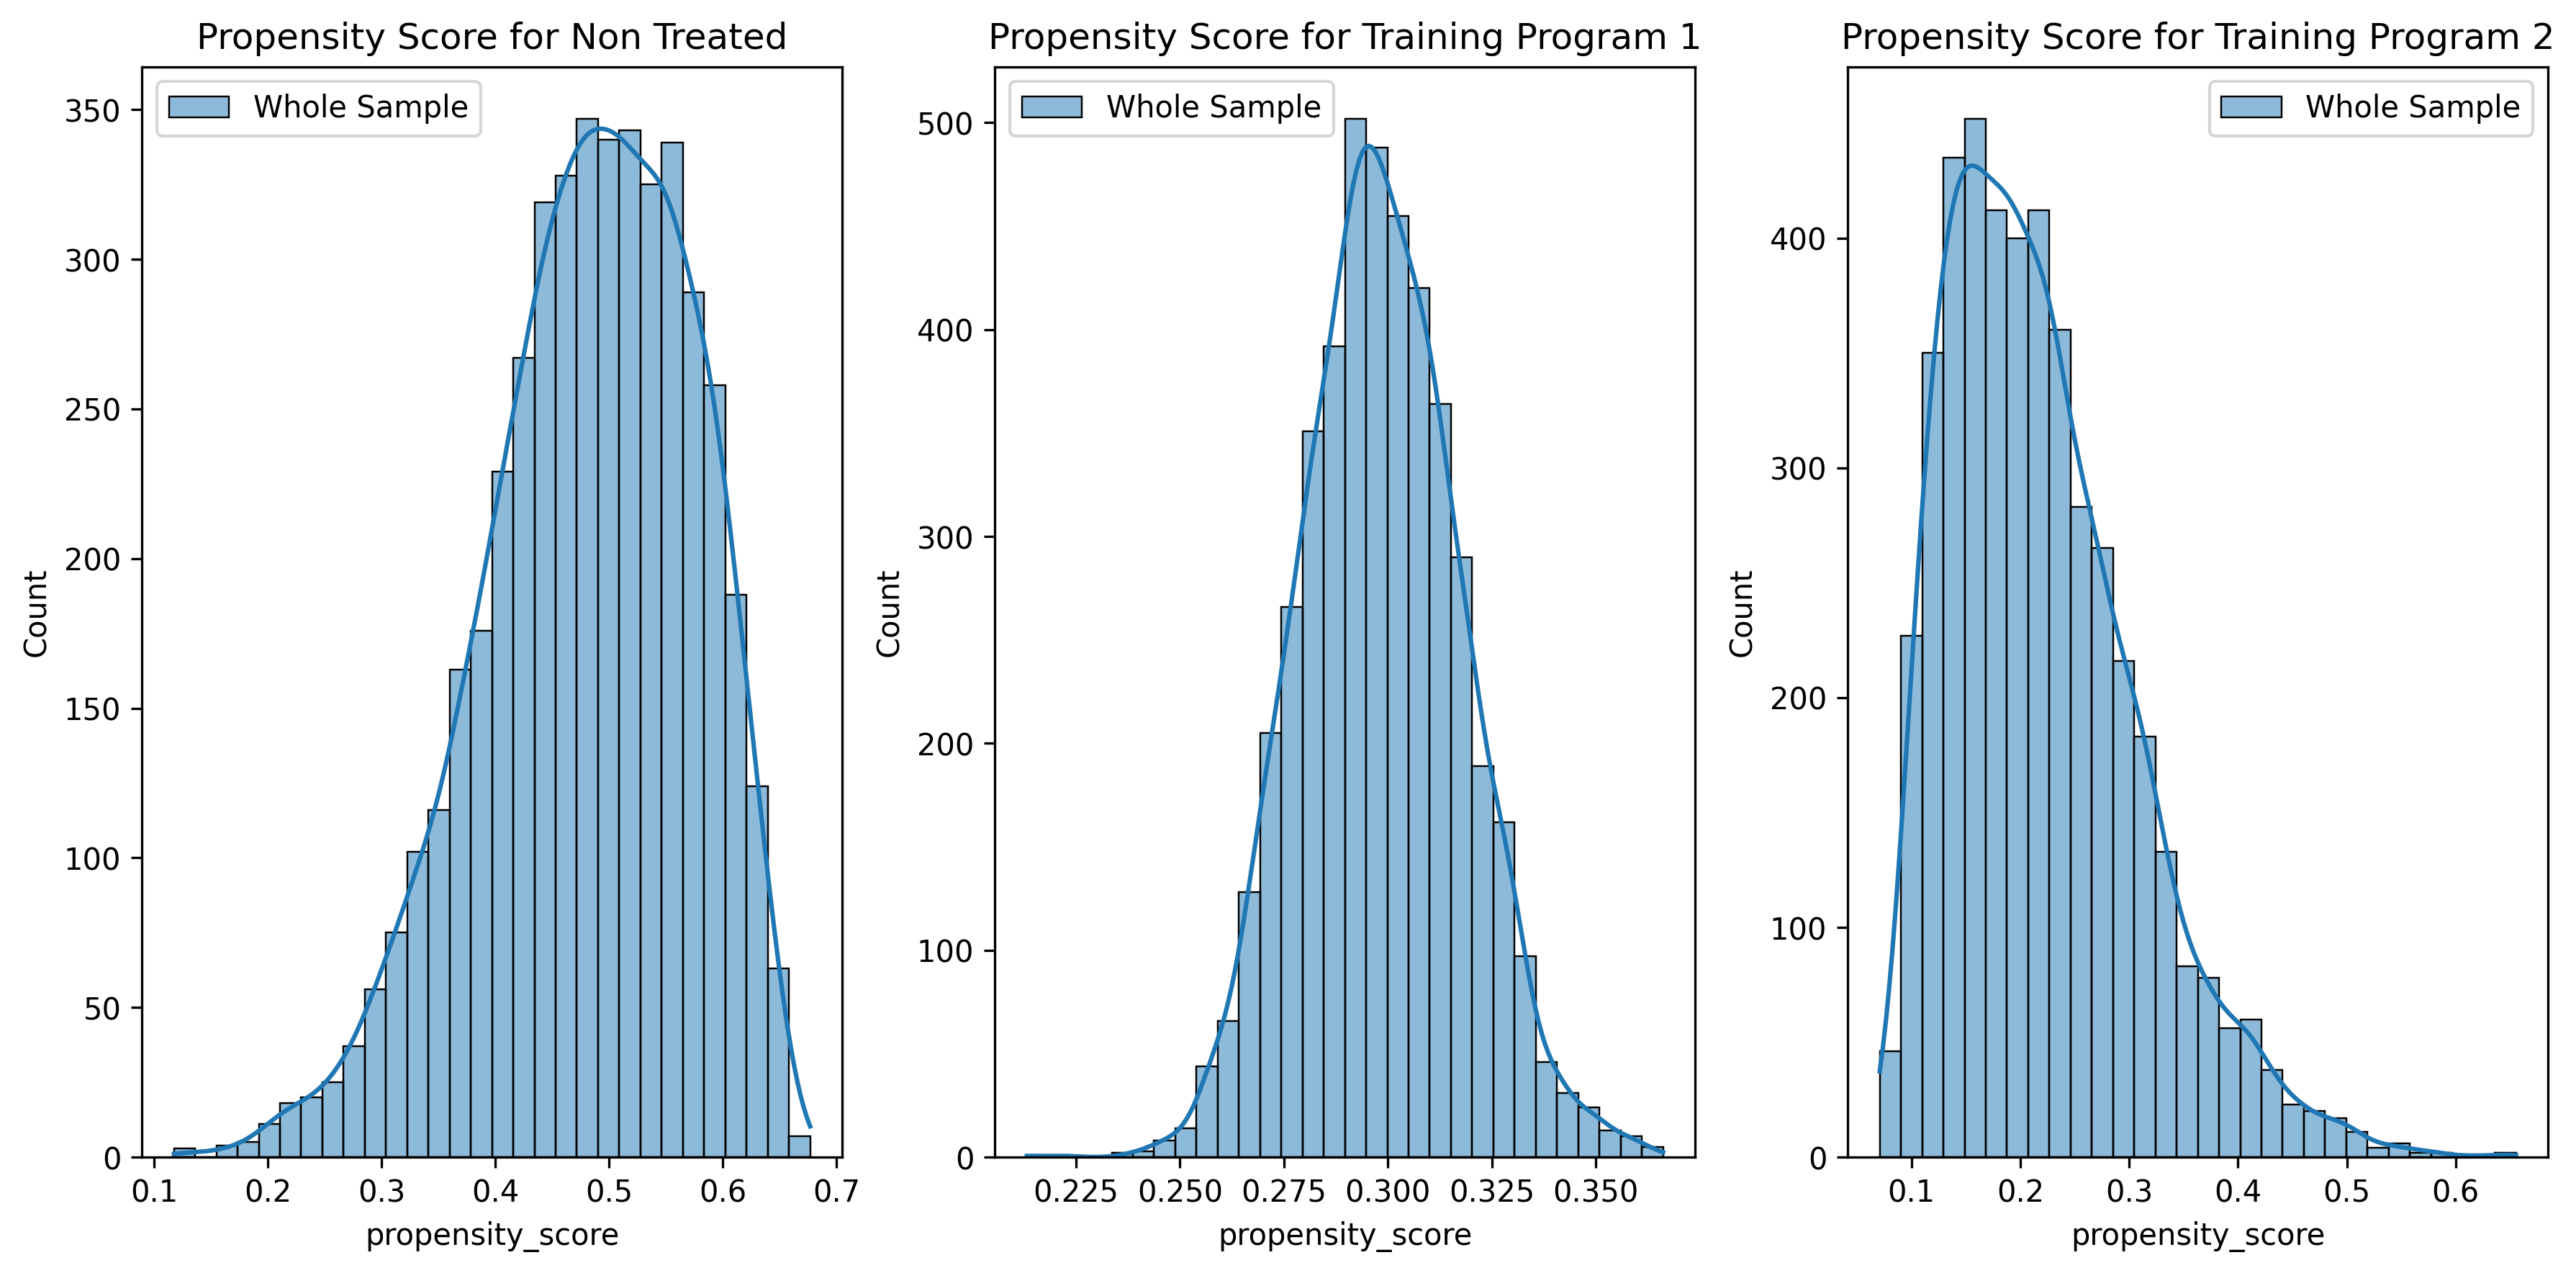 Propensity Score for Non Treated
Whole Sample
350
300
250
200
150
100
50
0
Count
0.1 0.2 0.3 0.4 0.5 0.6 0.7
propensity_score
Propensity Score for Training Program 1
Whole Sample
500
400
300
200
100
0
Count
0.225 0.250 0.275 0.300 0.325 0.350
propensity_score
Propensity Score for Training Program 2
Whole Sample
400
300
200
100
0
Count
0.1 0.2 0.3 0.4 0.5 0.6
propensity_score